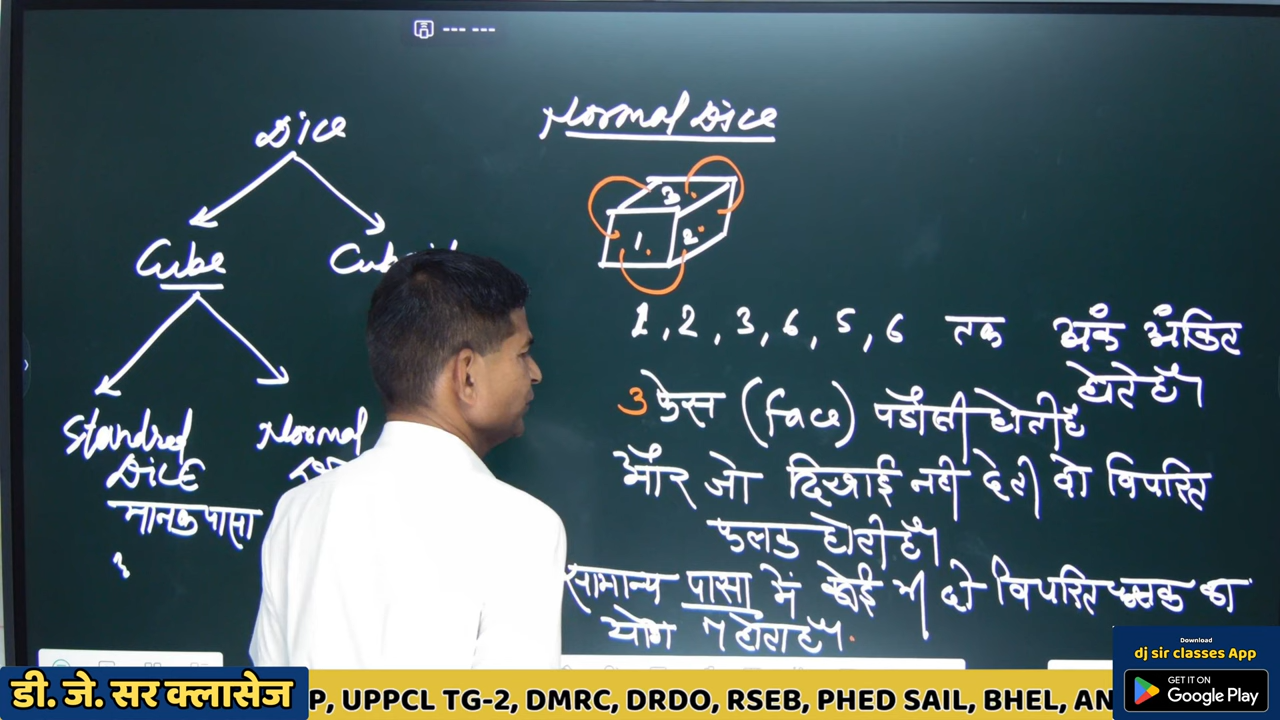 Dice
Cube
Standred
DiCE
मानक पासा
Normal
Normal Dice
3
1
2
1, 2, 3, 6, 5, 6 तक अंक अंकित
होते हैं।
3 फेस (face) पडौसी होती है
और जो दिखाई नही देती वो विपरित
फलक होती है।
सामान्य पासा में कोई भी दो विपरित फलक का
योग 7 होता है।
डी. जे. सर क्लासेज
P, UPPCL TG-2, DMRC, DRDO, RSEB, PHED SAIL, BHEL, AN
Download
dj sir classes App
GET IT ON
Google Play